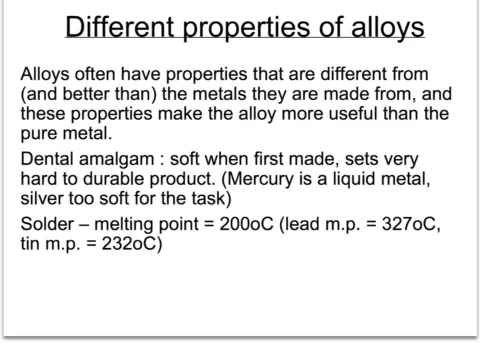 Different properties of alloys
Alloys often have properties that are different from
(and better than) the metals they are made from, and
these properties make the alloy more useful than the
pure metal.
Dental amalgam : soft when first made, sets very
hard to durable product. (Mercury is a liquid metal,
silver too soft for the task)
Solder – melting point = 200oC (lead m.p. = 327oC,
tin m.p. = 232oC)